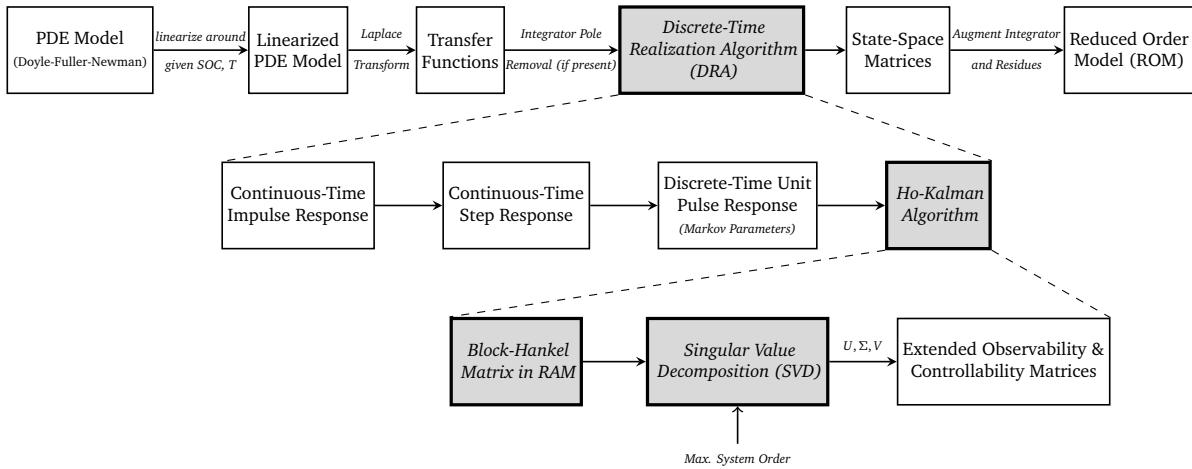 PDE Model
(Doyle-Fuller-Newman)
linearize around
given SOC, T
Linearized
PDE Model
Laplace
Transform
Transfer
Functions
Integrator Pole
Removal (if present)
Discrete-Time
Realization Algorithm
(DRA)
State-Space
Matrices
Augment Integrator
and Residues
Reduced Order
Model (ROM)
Continuous-Time
Impulse Response
Continuous-Time
Step Response
Discrete-Time Unit
Pulse Response
(Markov Parameters)
Ho-Kalman
Algorithm
Block-Hankel
Matrix in RAM
Singular Value
Decomposition (SVD)
U, Σ, V
Extended Observability &
Controllability Matrices
Max. System Order